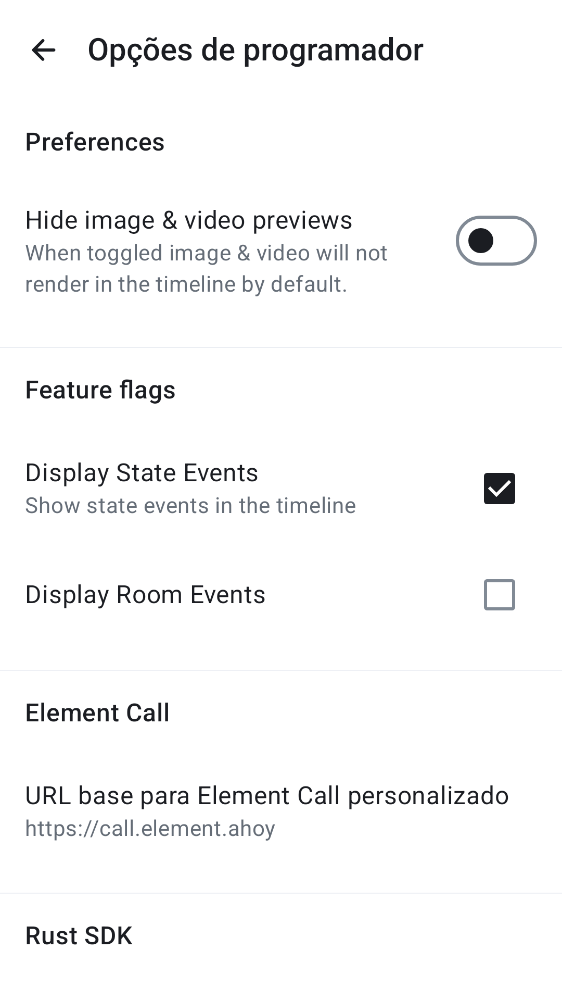 Opções de programador
Preferences
Hide image & video previews
When toggled image & video will not
render in the timeline by default.
Feature flags
Display State Events
Show state events in the timeline
Display Room Events
Element Call
URL base para Element Call personalizado
https://call.element.ahoy
Rust SDK